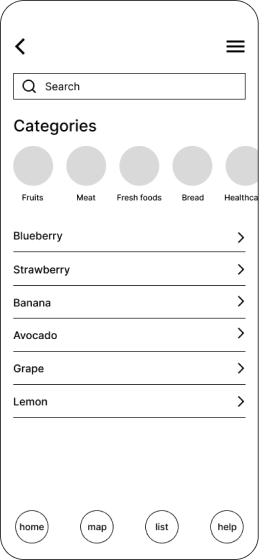 Search
Categories
Fruits Meat Fresh foods Bread Healthca
Blueberry
Strawberry
Banana
Avocado
Grape
Lemon
home map list help